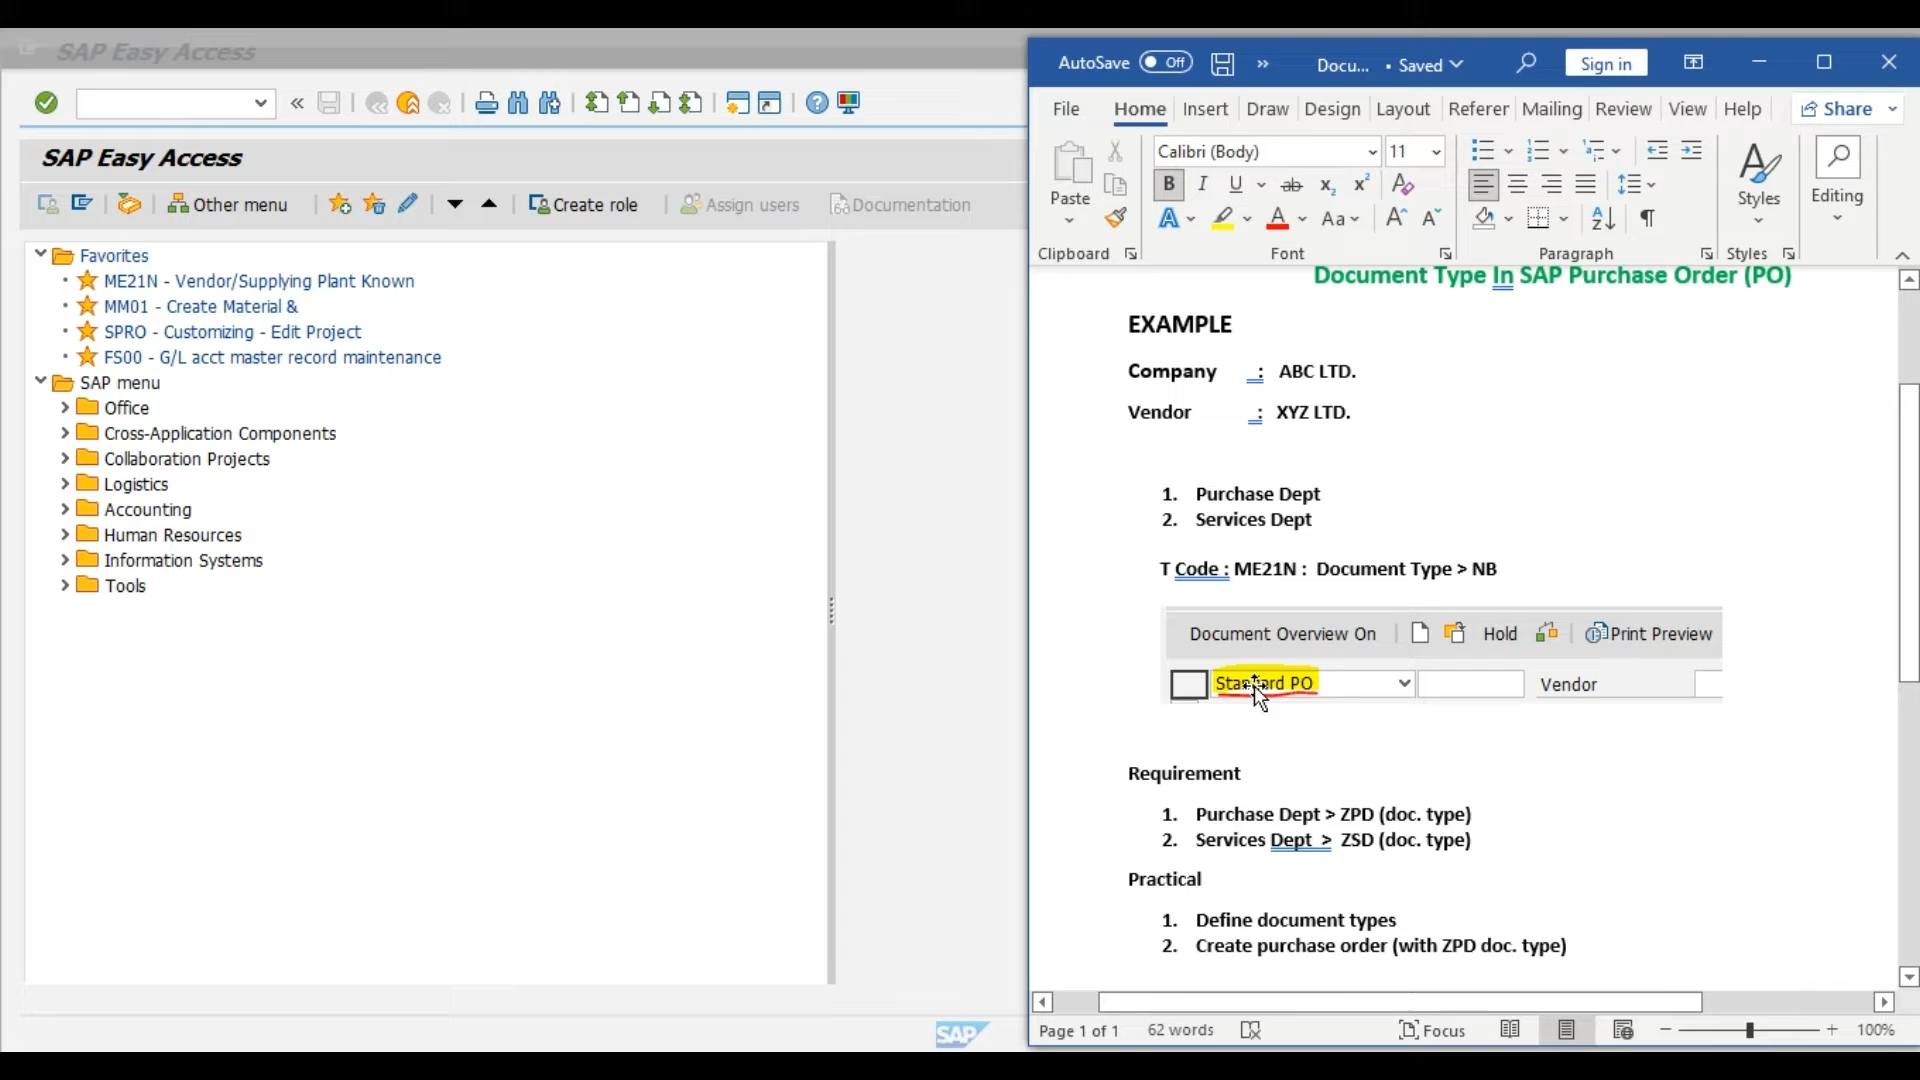 SAP Easy Access
SAP Easy Access
Other menu
Create role
Assign users
Documentation
Favorites
ME21N - Vendor/Supplying Plant Known
MM01 - Create Material &
SPRO - Customizing - Edit Project
FS00 - G/L acct master record maintenance
SAP menu
Office
Cross-Application Components
Collaboration Projects
Logistics
Accounting
Human Resources
Information Systems
Tools
SAP
AutoSave Off Docu... • Saved Sign in
File Home Insert Draw Design Layout Referer Mailing Review View Help Share
Paste
Calibri (Body) 11
Styles
Editing
Clipboard Font Paragraph Styles
Document Type In SAP Purchase Order (PO)
EXAMPLE
Company : ABC LTD.
Vendor : XYZ LTD.
1. Purchase Dept
2. Services Dept
T Code : ME21N : Document Type > NB
Document Overview On Hold Print Preview
Standard PO Vendor
Requirement
1. Purchase Dept > ZPD (doc. type)
2. Services Dept > ZSD (doc. type)
Practical
1. Define document types
2. Create purchase order (with ZPD doc. type)
Page 1 of 1 62 words Focus 100%